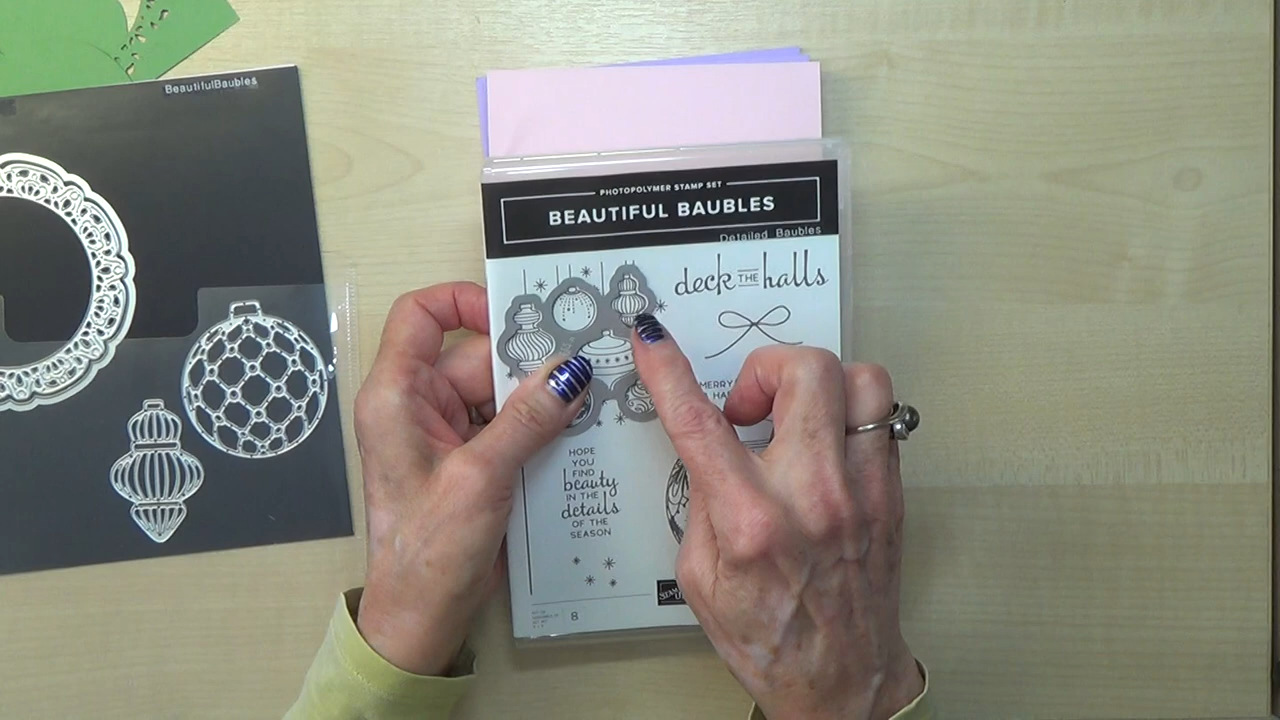 BeautifulBaubles
PHOTOPOLYMER STAMP SET
BEAUTIFUL BAUBLES
Detailed Baubles
deck THE halls
MERRY
HOPE
YOU
FIND
beauty
IN THE
details
OF THE
SEASON
8